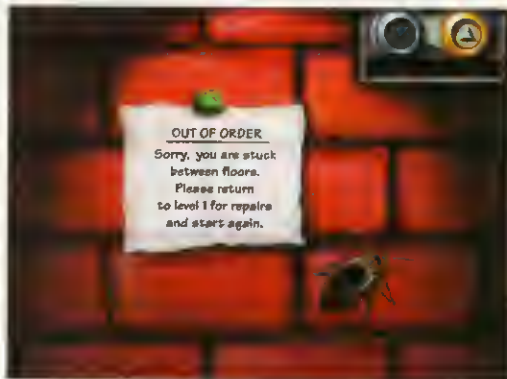 OUT OF ORDER
Sorry, you are stuck
between floors.
Please return
to level 1 for repairs
and start again.